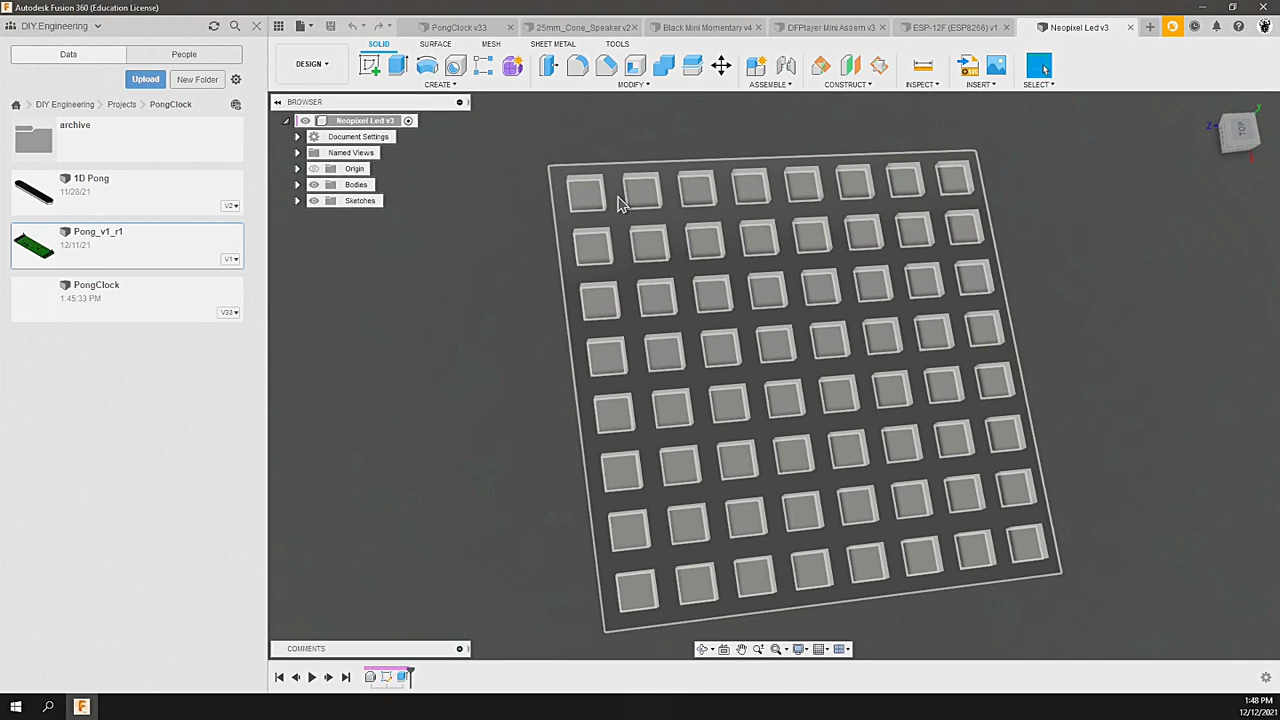 Autodesk Fusion 360 (Education License)
DIY.Engineering
PongClock v33
25mm_Cone_Speaker v2
Black Mini Momentary v4
DFPlayer Mini Assem v3
ESP-12F (ESP8266) v1
Neopixel Led v3
Data
People
SOLID
SURFACE
MESH
SHEET METAL
TOOLS
DESIGN
Upload
New Folder
CREATE
MODIFY
ASSEMBLE
CONSTRUCT
INSPECT
INSERT
SELECT
DIY Engineering
Projects
PongClock
BROWSER
archive
Neopixel Led v3
Document Settings
Named Views
Origin
Bodies
Sketches
TOP
Z
Y
1D Pong
11/28/21
V2
Pong_v1_r1
12/11/21
V1
PongClock
1:45:33 PM
V33
COMMENTS
1:48 PM
12/12/2021